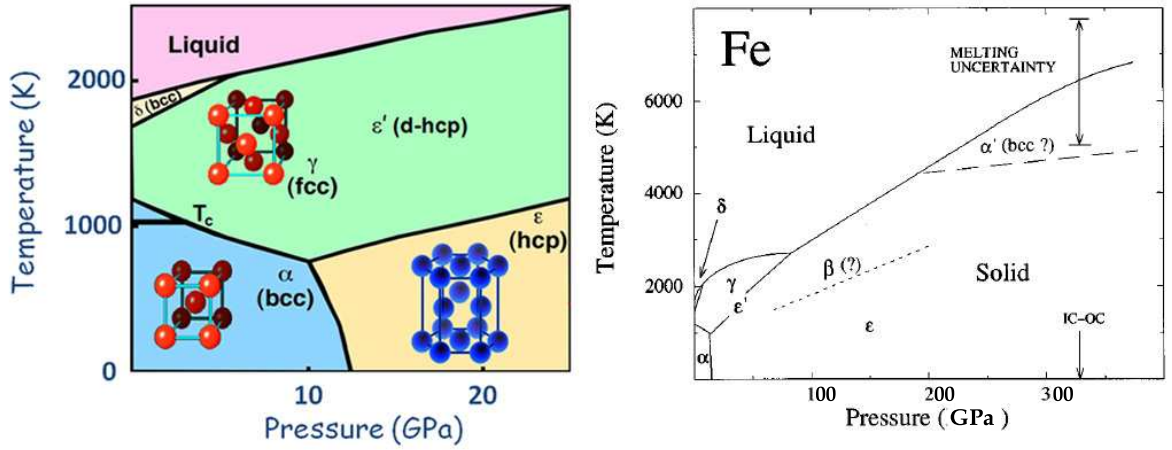 Liquid
2000
δ (bcc)
ε' (d-hcp)
γ
(fcc)
Temperature (K)
1000
T_c
ε
(hcp)
α
(bcc)
0
10
20
Pressure (GPa)
Fe
MELTING
UNCERTAINTY
6000
α' (bcc ?)
Liquid
Temperature (K)
4000
δ
β (?)
Solid
2000
γ
ε'
IC-OC
ε
α
100
200
300
Pressure ( GPa )